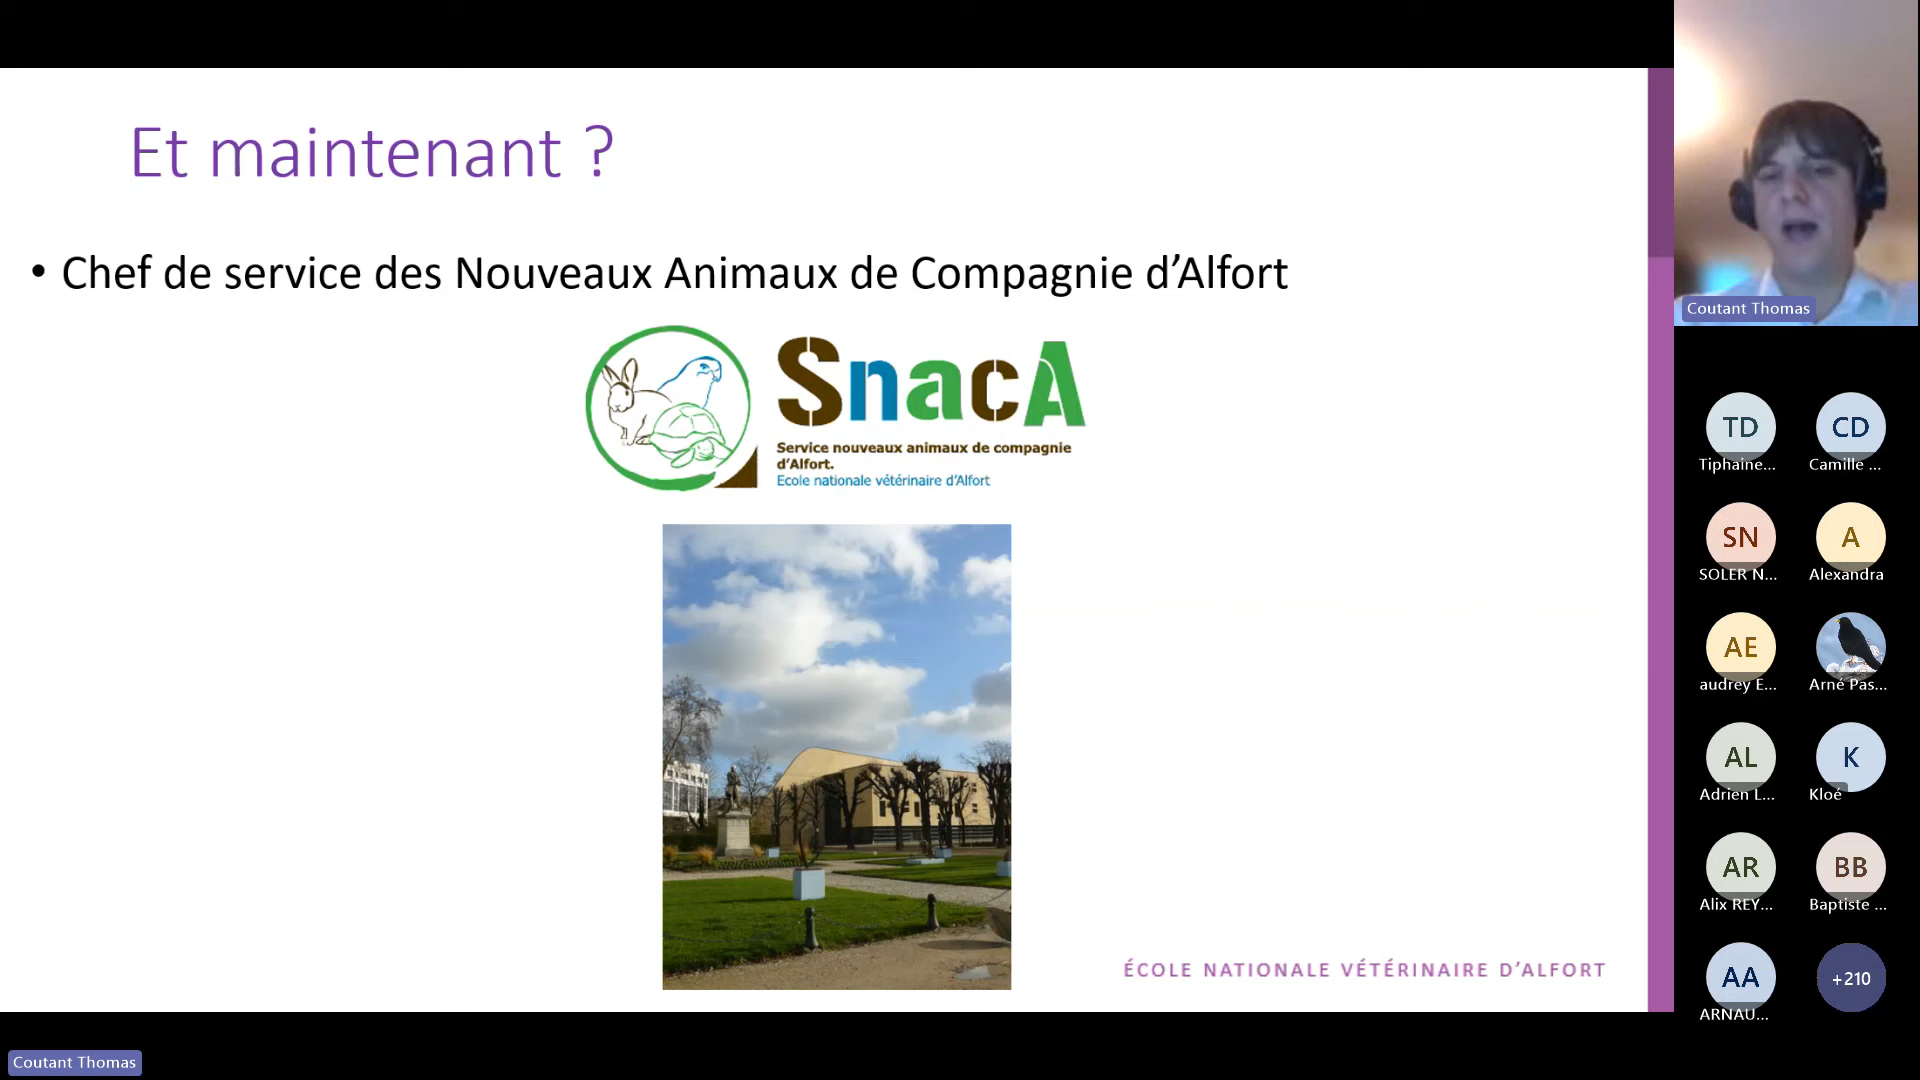 Et maintenant ?
• Chef de service des Nouveaux Animaux de Compagnie d’Alfort
SnacA
Service nouveaux animaux de compagnie
d’Alfort.
Ecole nationale vétérinaire d’Alfort
ÉCOLE NATIONALE VÉTÉRINAIRE D’ALFORT
Coutant Thomas
Coutant Thomas
TD
Tiphaine...
CD
Camille ...
SN
SOLER N...
A
Alexandra
AE
audrey E...
Arné Pas...
AL
Adrien L...
K
Kloé
AR
Alix REY...
BB
Baptiste ...
AA
ARNAU...
+210